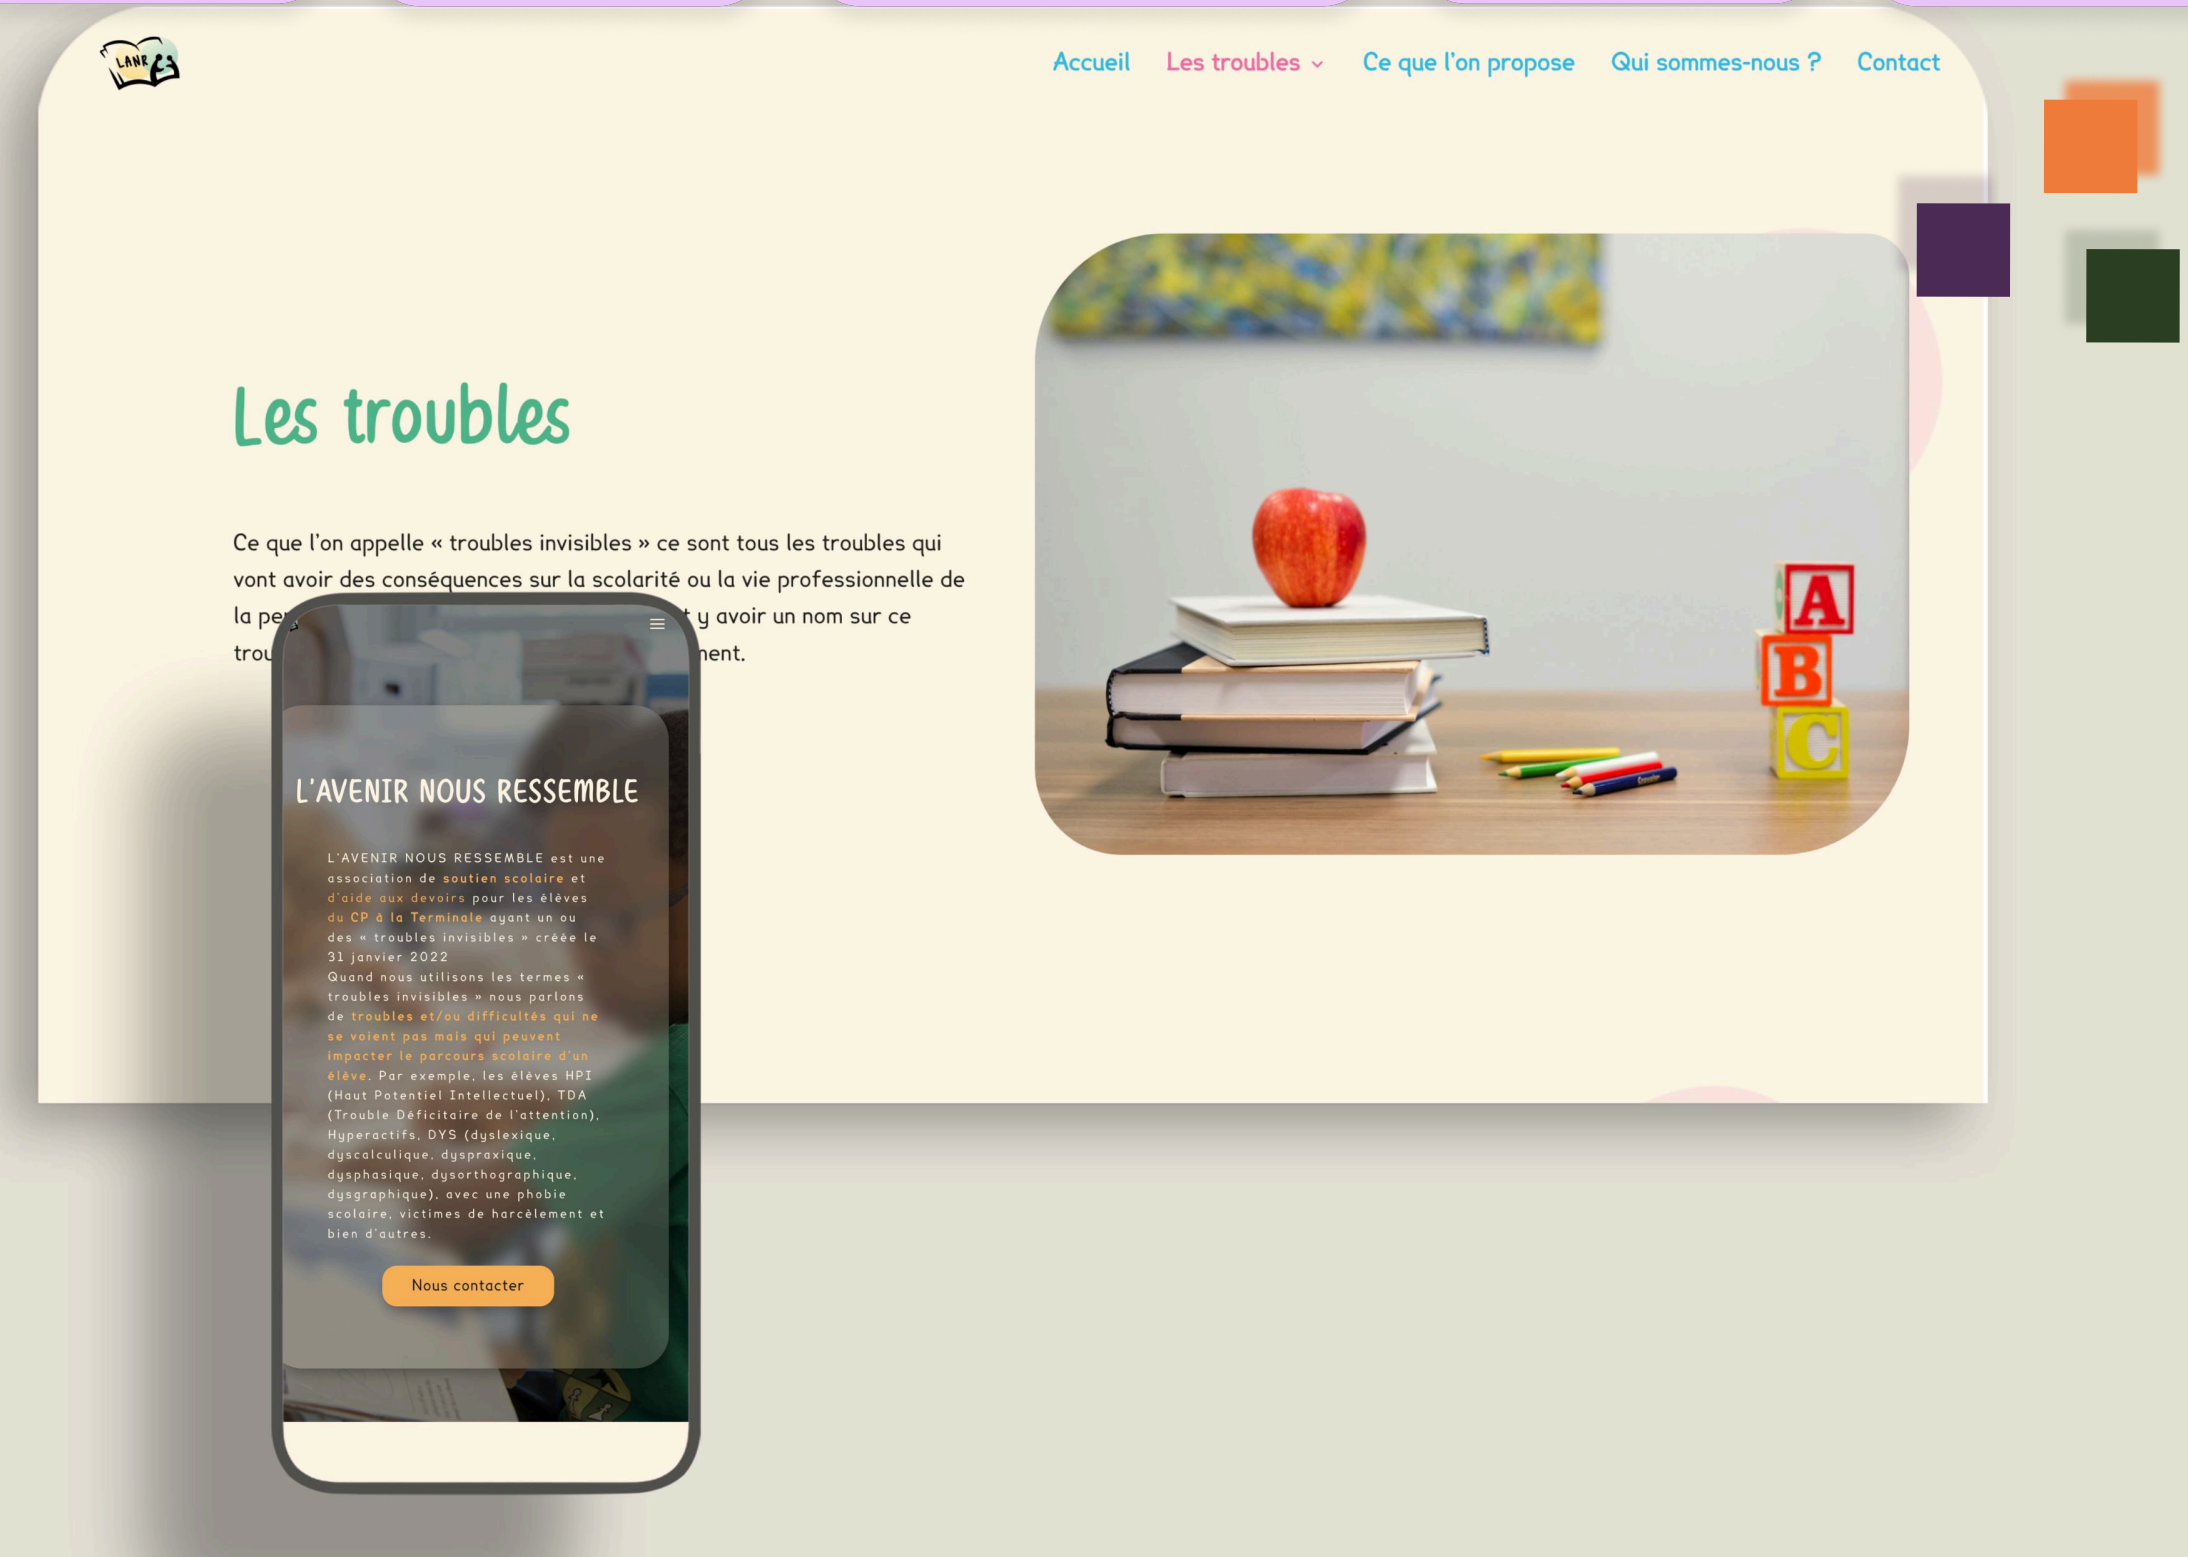 LANR
Accueil Les troubles Ce que l'on propose Qui sommes-nous ? Contact
Les troubles
Ce que l'on appelle « troubles invisibles » ce sont tous les troubles qui
vont avoir des conséquences sur la scolarité ou la vie professionnelle de
la y avoir un nom sur ce
A
B
C
L'AVENIR NOUS RESSEMBLE
L'AVENIR NOUS RESSEMBLE est une
association de soutien scolaire et
d'aide aux devoirs pour les élèves
du CP à la Terminale ayant un ou
des « troubles invisibles » créée le
31 janvier 2022
Quand nous utilisons les termes «
troubles invisibles » nous parlons
de troubles et/ou difficultés qui ne
se voient pas mais qui peuvent
impacter le parcours scolaire d'un
élève. Par exemple, les élèves HPI
(Haut Potentiel Intellectuel), TDA
(Trouble Déficitaire de l'attention),
Hyperactifs, DYS (dyslexique,
dyscalculique, dyspraxique,
dysphasique, dysorthographique,
dysgraphique), avec une phobie
scolaire, victimes de harcèlement et
bien d'autres.
Nous contacter